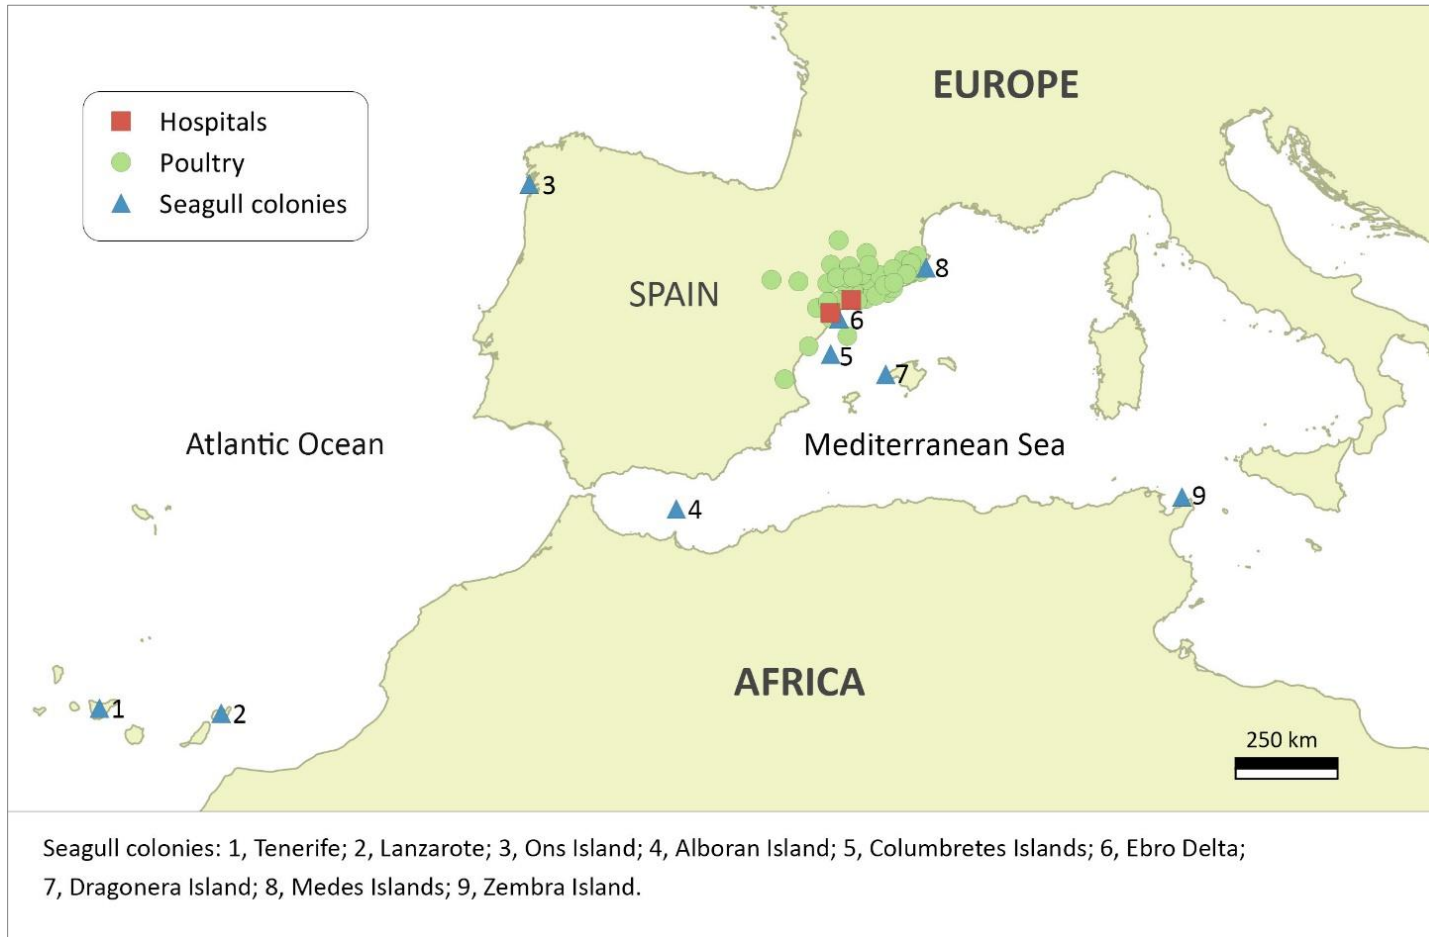 EUROPE
Hospitals
Poultry
Seagull colonies
3
8
SPAIN
6
5
7
Atlantic Ocean
Mediterranean Sea
9
4
AFRICA
1
2
250 km
Seagull colonies: 1, Tenerife; 2, Lanzarote; 3, Ons Island; 4, Alboran Island; 5, Columbretes Islands; 6, Ebro Delta;
7, Dragonera Island; 8, Medes Islands; 9, Zembra Island.